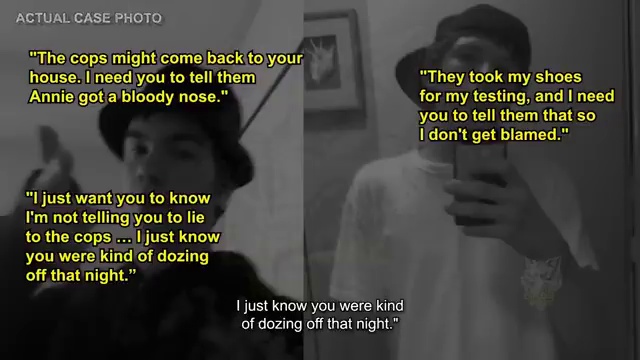 ACTUAL CASE PHOTO
"The cops might come back to your
house. I need you to tell them
Annie got a bloody nose."
"They took my shoes
for my testing, and I need
you to tell them that so
I don't get blamed."
"I just want you to know
I'm not telling you to lie
to the cops … I just know
you were kind of dozing
off that night.”
I just know you were kind
of dozing off that night."